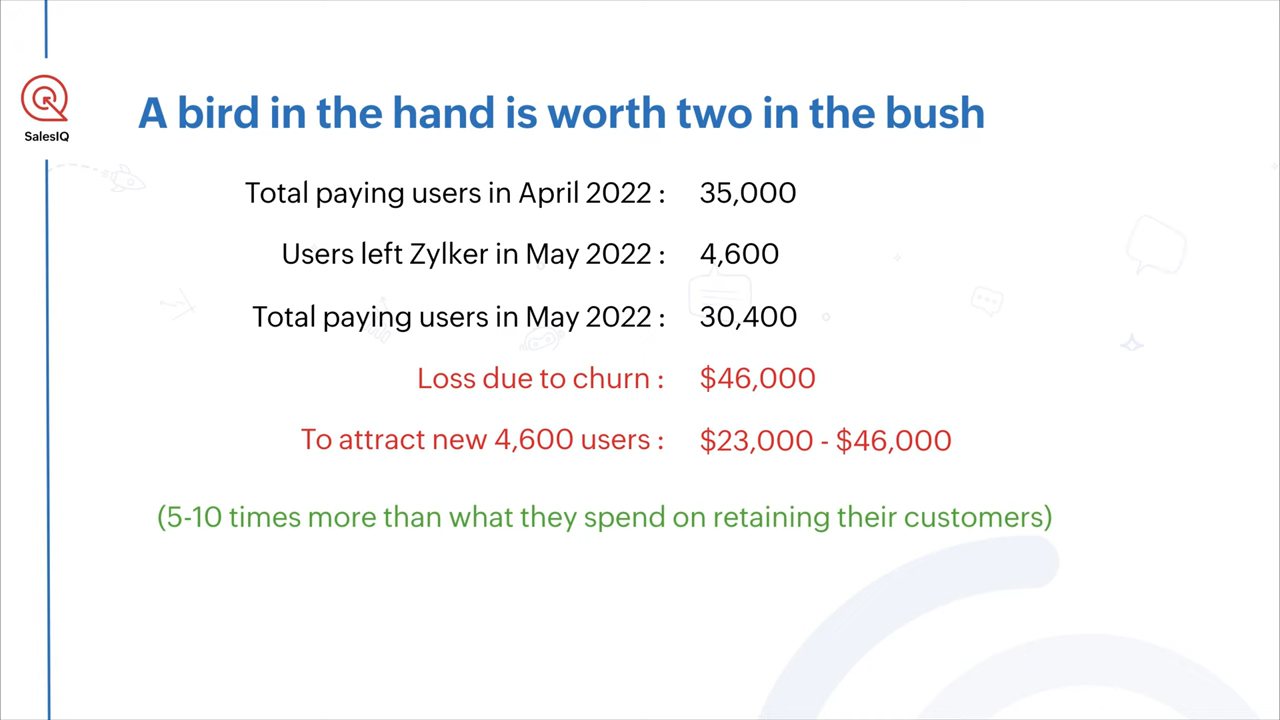 SalesIQ
A bird in the hand is worth two in the bush
Total paying users in April 2022 : 35,000
Users left Zylker in May 2022 : 4,600
Total paying users in May 2022 : 30,400
Loss due to churn : $46,000
To attract new 4,600 users : $23,000 - $46,000
(5-10 times more than what they spend on retaining their customers)